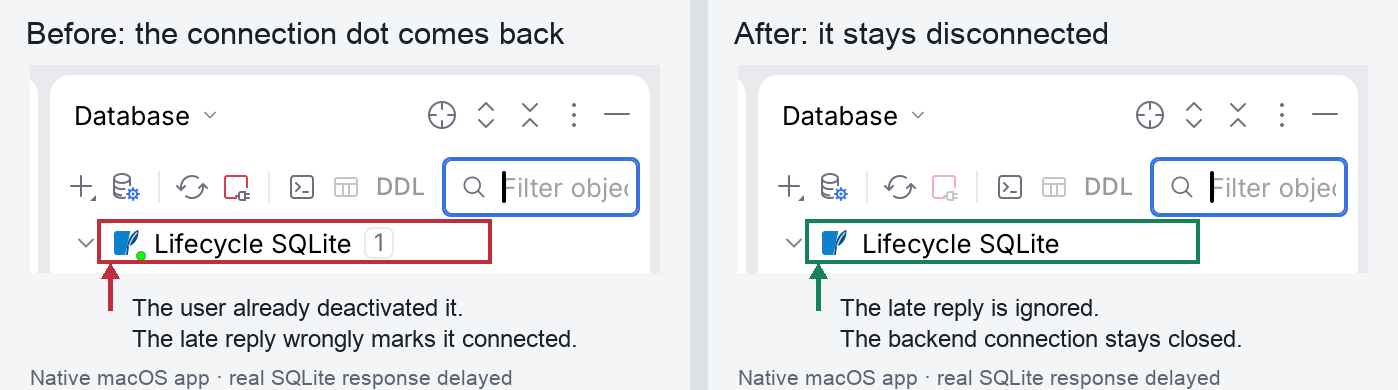 Before: the connection dot comes back
Database
DDL
Filter objec
Lifecycle SQLite 1
The user already deactivated it.
The late reply wrongly marks it connected.
Native macOS app · real SQLite response delayed
After: it stays disconnected
Database
DDL
Filter objec
Lifecycle SQLite
The late reply is ignored.
The backend connection stays closed.
Native macOS app · real SQLite response delayed